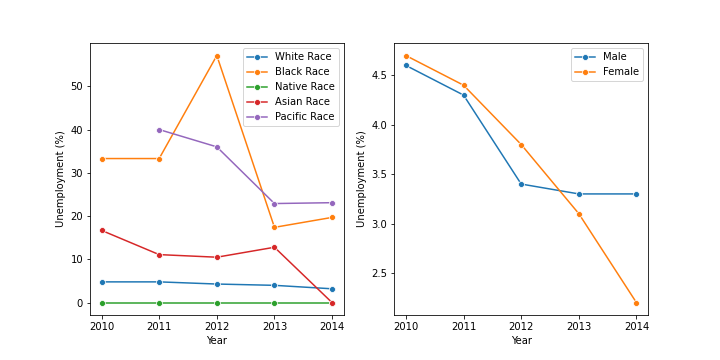 White Race
Black Race
Native Race
Asian Race
Pacific Race
Unemployment (%)
50
40
30
20
10
0
2010 2011 2012 2013 2014
Year
Male
Female
Unemployment (%)
4.5
4.0
3.5
3.0
2.5
2010 2011 2012 2013 2014
Year